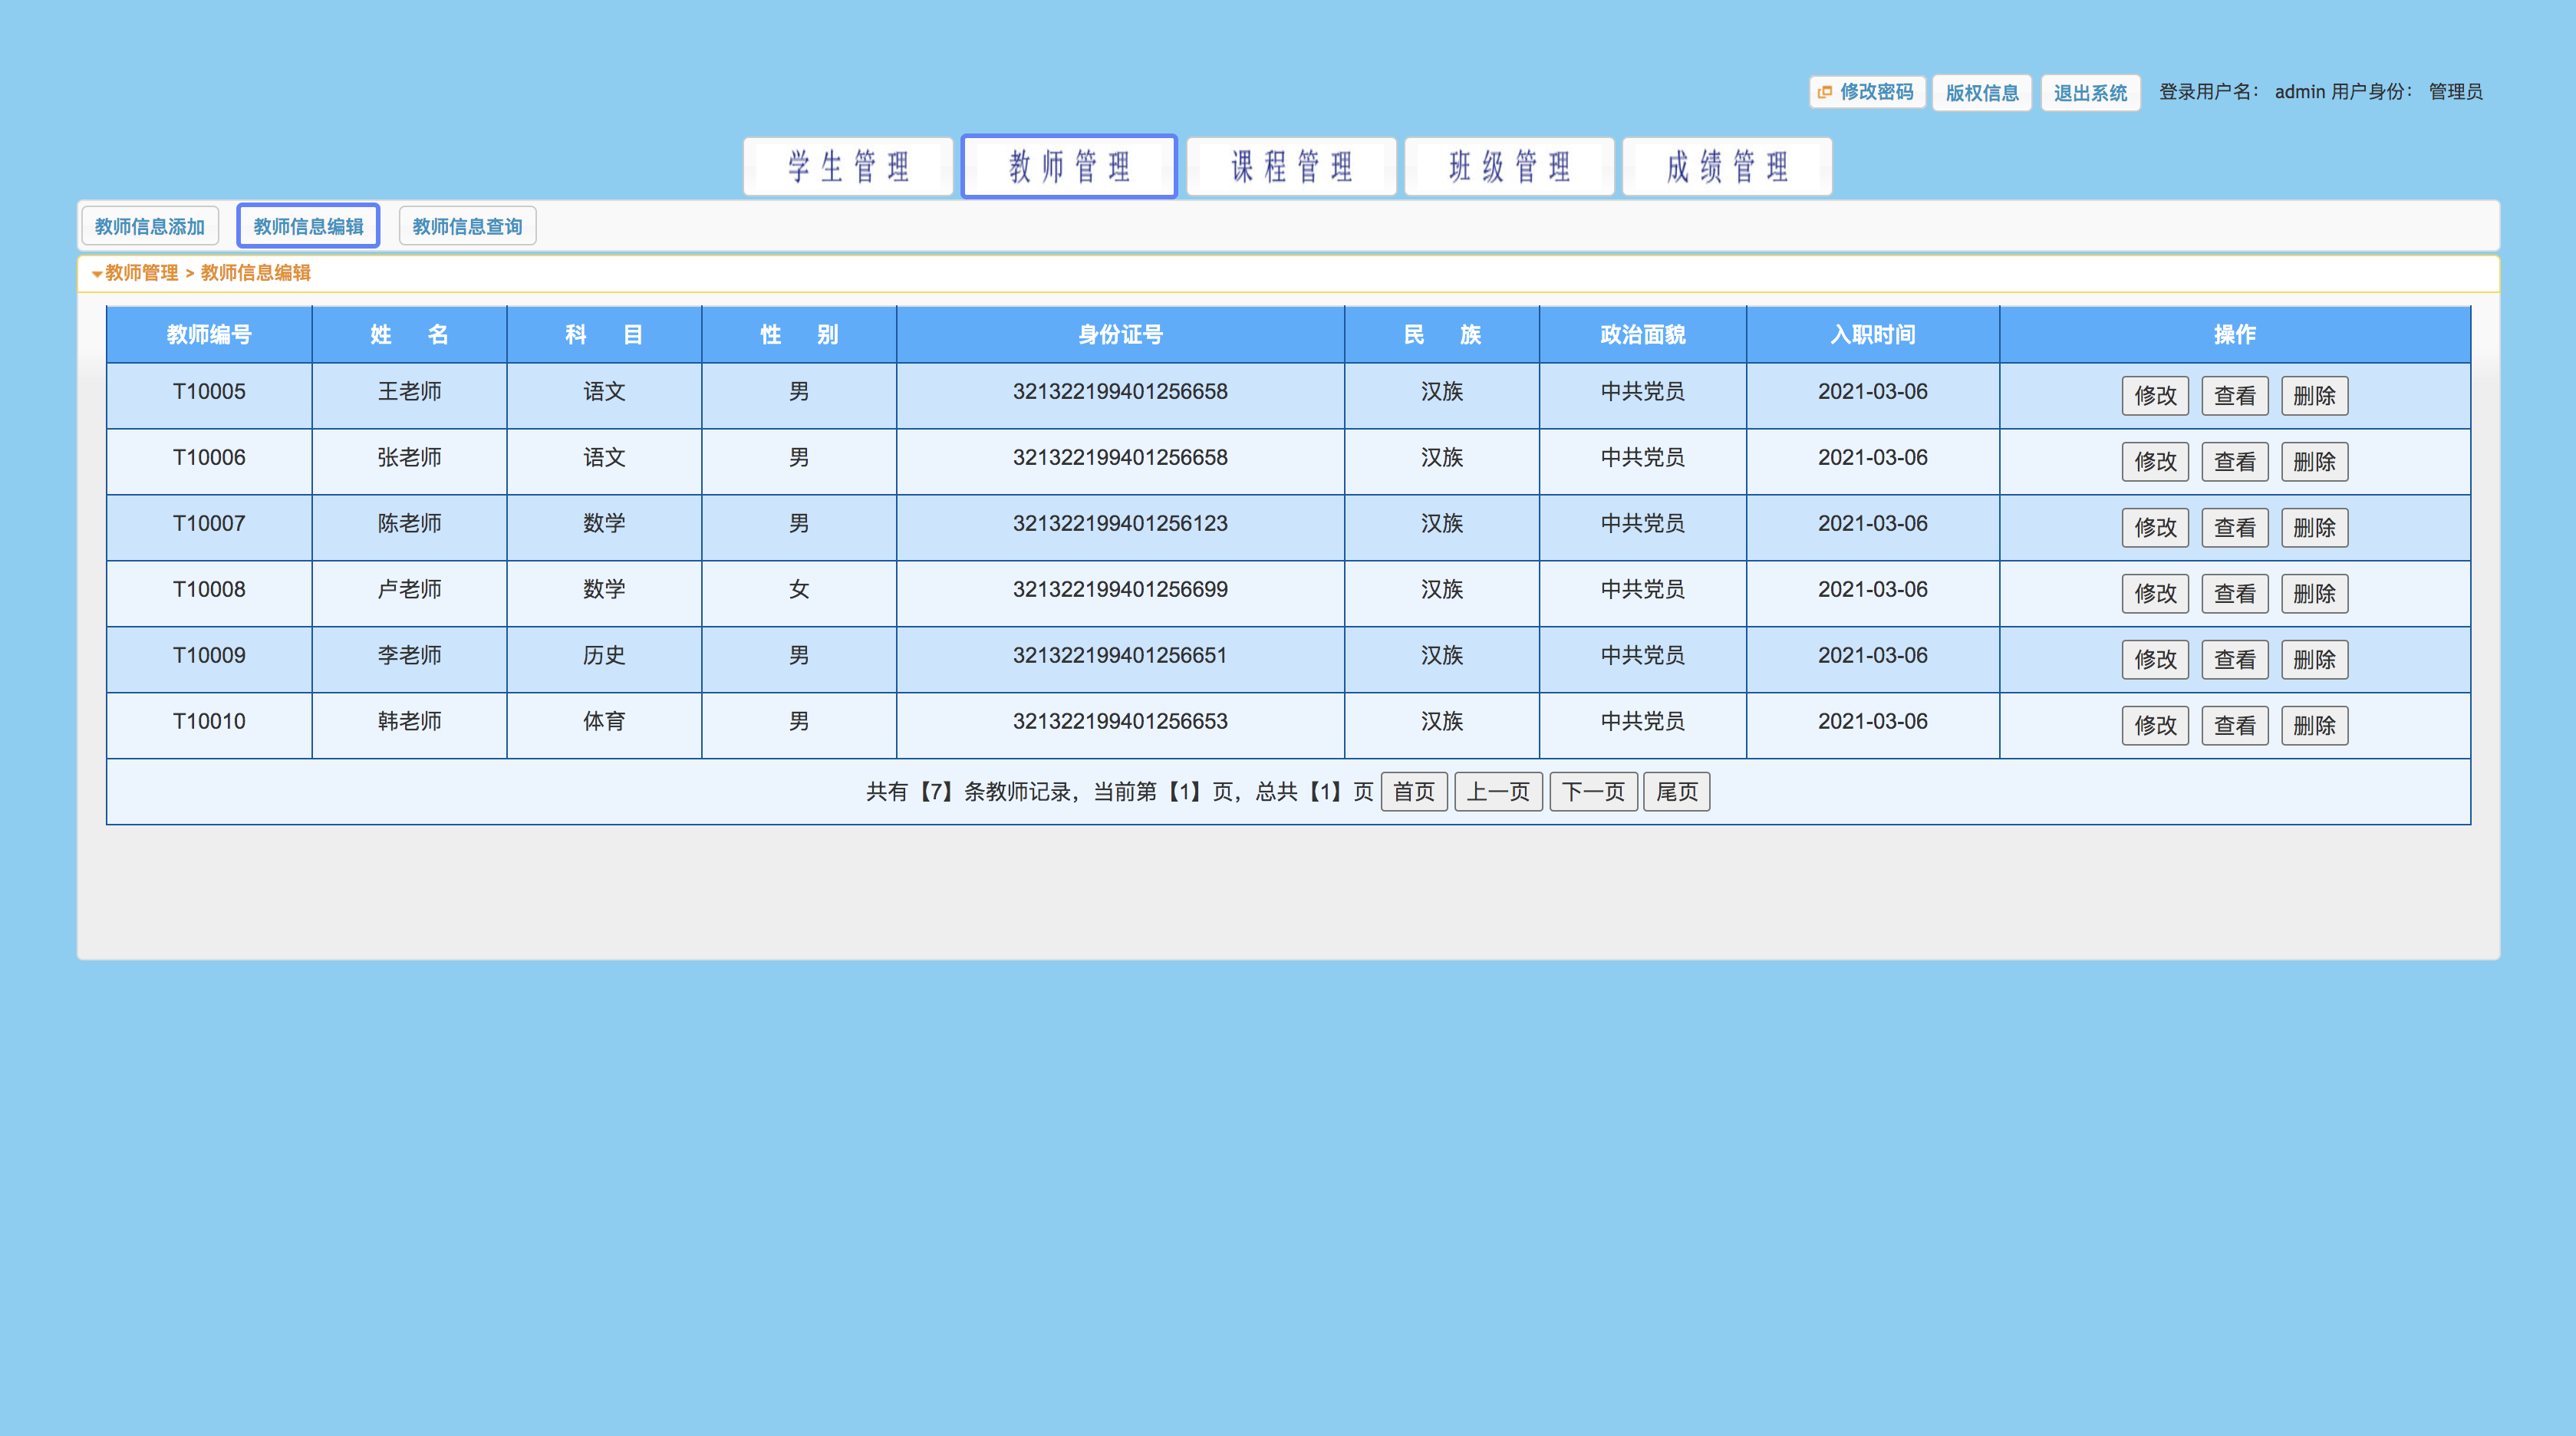 修改密码 版权信息 退出系统 登录用户名： admin 用户身份： 管理员
学生管理 教师管理 课程管理 班级管理 成绩管理
教师信息添加 教师信息编辑 教师信息查询
教师管理 > 教师信息编辑
教师编号 姓 名 科 目 性 别 身份证号 民 族 政治面貌 入职时间 操作
T10005 王老师 语文 男 321322199401256658 汉族 中共党员 2021-03-06 修改 查看 删除
T10006 张老师 语文 男 321322199401256658 汉族 中共党员 2021-03-06 修改 查看 删除
T10007 陈老师 数学 男 321322199401256123 汉族 中共党员 2021-03-06 修改 查看 删除
T10008 卢老师 数学 女 321322199401256699 汉族 中共党员 2021-03-06 修改 查看 删除
T10009 李老师 历史 男 321322199401256651 汉族 中共党员 2021-03-06 修改 查看 删除
T10010 韩老师 体育 男 321322199401256653 汉族 中共党员 2021-03-06 修改 查看 删除
共有【7】条教师记录，当前第【1】页，总共【1】页 首页 上一页 下一页 尾页